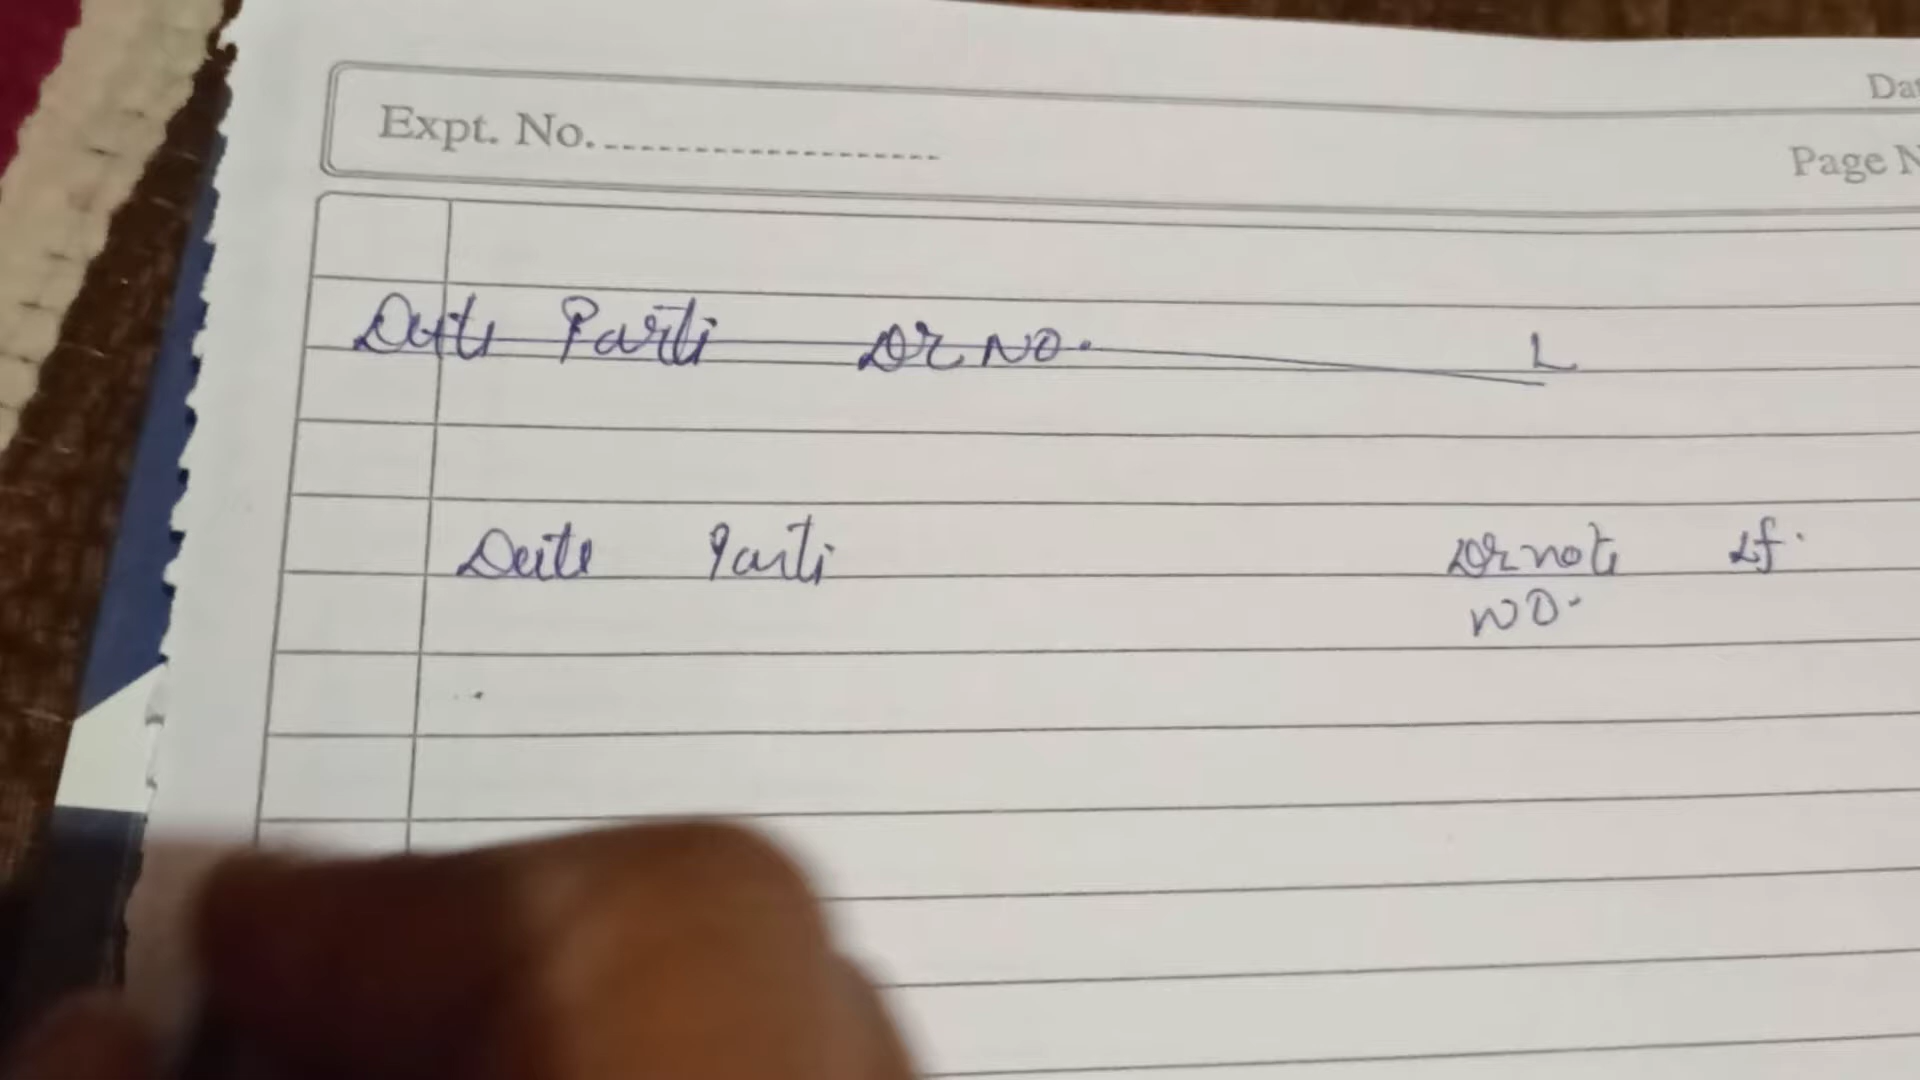 Dat
Expt. No.
Page N
Date Parti Dr No. L
Date Parti Dr note Lf.
NO.